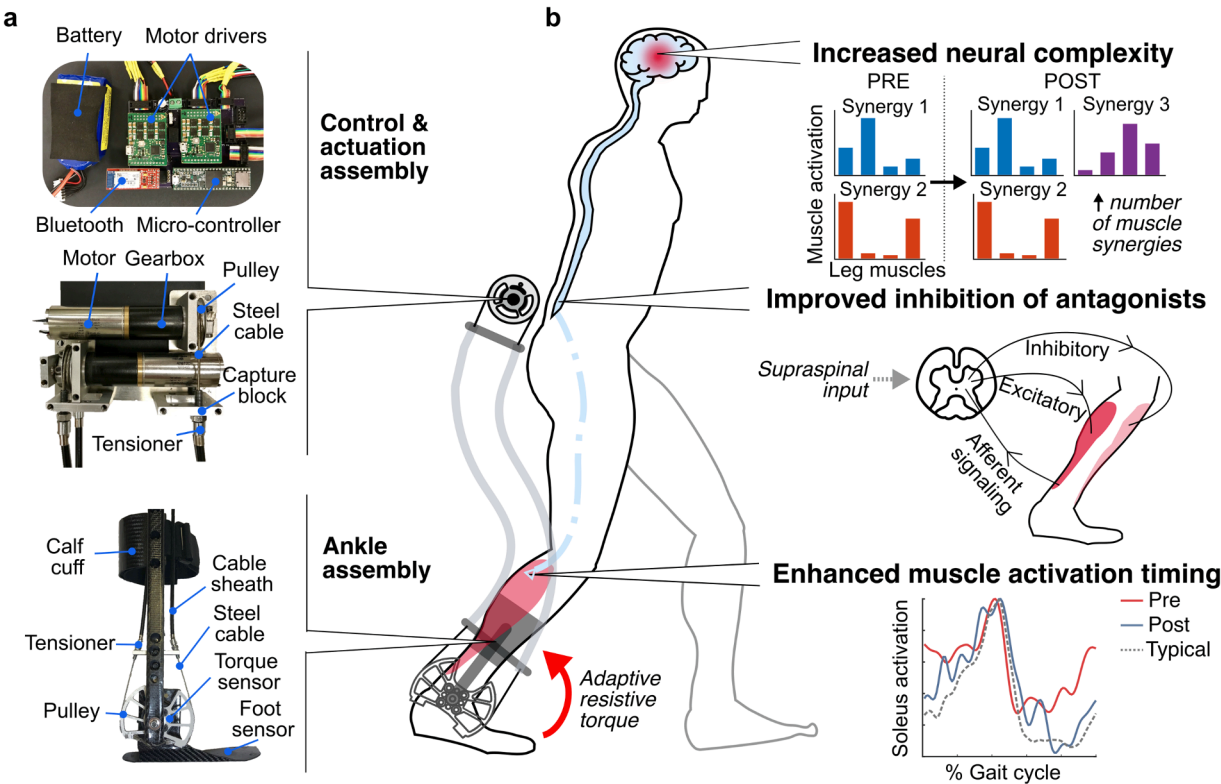 a
Battery
Motor drivers
Bluetooth
Micro-controller
Motor
Gearbox
Pulley
Steel
cable
Capture
block
Tensioner
Control &
actuation
assembly
Calf
cuff
Cable
sheath
Steel
cable
Tensioner
Torque
sensor
Pulley
Foot
sensor
Ankle
assembly
b
Increased neural complexity
PRE
POST
Muscle activation
Synergy 1
Synergy 1
Synergy 3
Synergy 2
Synergy 2
number
of muscle
synergies
Leg muscles
Improved inhibition of antagonists
Supraspinal
input
Inhibitory
Excitatory
Afferent
signaling
Enhanced muscle activation timing
Adaptive
resistive
torque
Soleus activation
Pre
Post
Typical
% Gait cycle